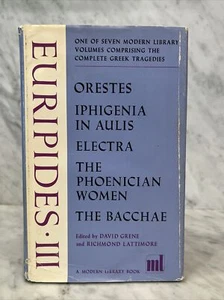 EURIPIDES · III
ONE OF SEVEN MODERN LIBRARY
VOLUMES COMPRISING THE
COMPLETE GREEK TRAGEDIES
ORESTES
IPHIGENIA
IN AULIS
ELECTRA
THE
PHOENICIAN
WOMEN
THE BACCHAE
Edited by DAVID GRENE
and RICHMOND LATTIMORE
A MODERN LIBRARY BOOK
ml